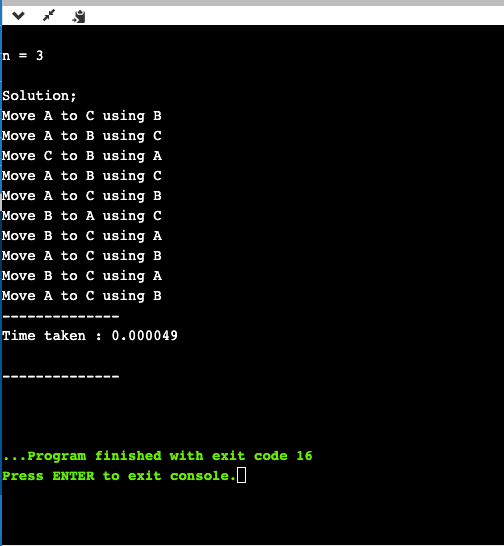 n = 3
Solution;
Move A to C using B
Move A to B using C
Move C to B using A
Move A to B using C
Move A to C using B
Move B to A using C
Move B to C using A
Move A to C using B
Move B to C using A
Move A to C using B
--------------
Time taken : 0.000049
--------------
...Program finished with exit code 16
Press ENTER to exit console.